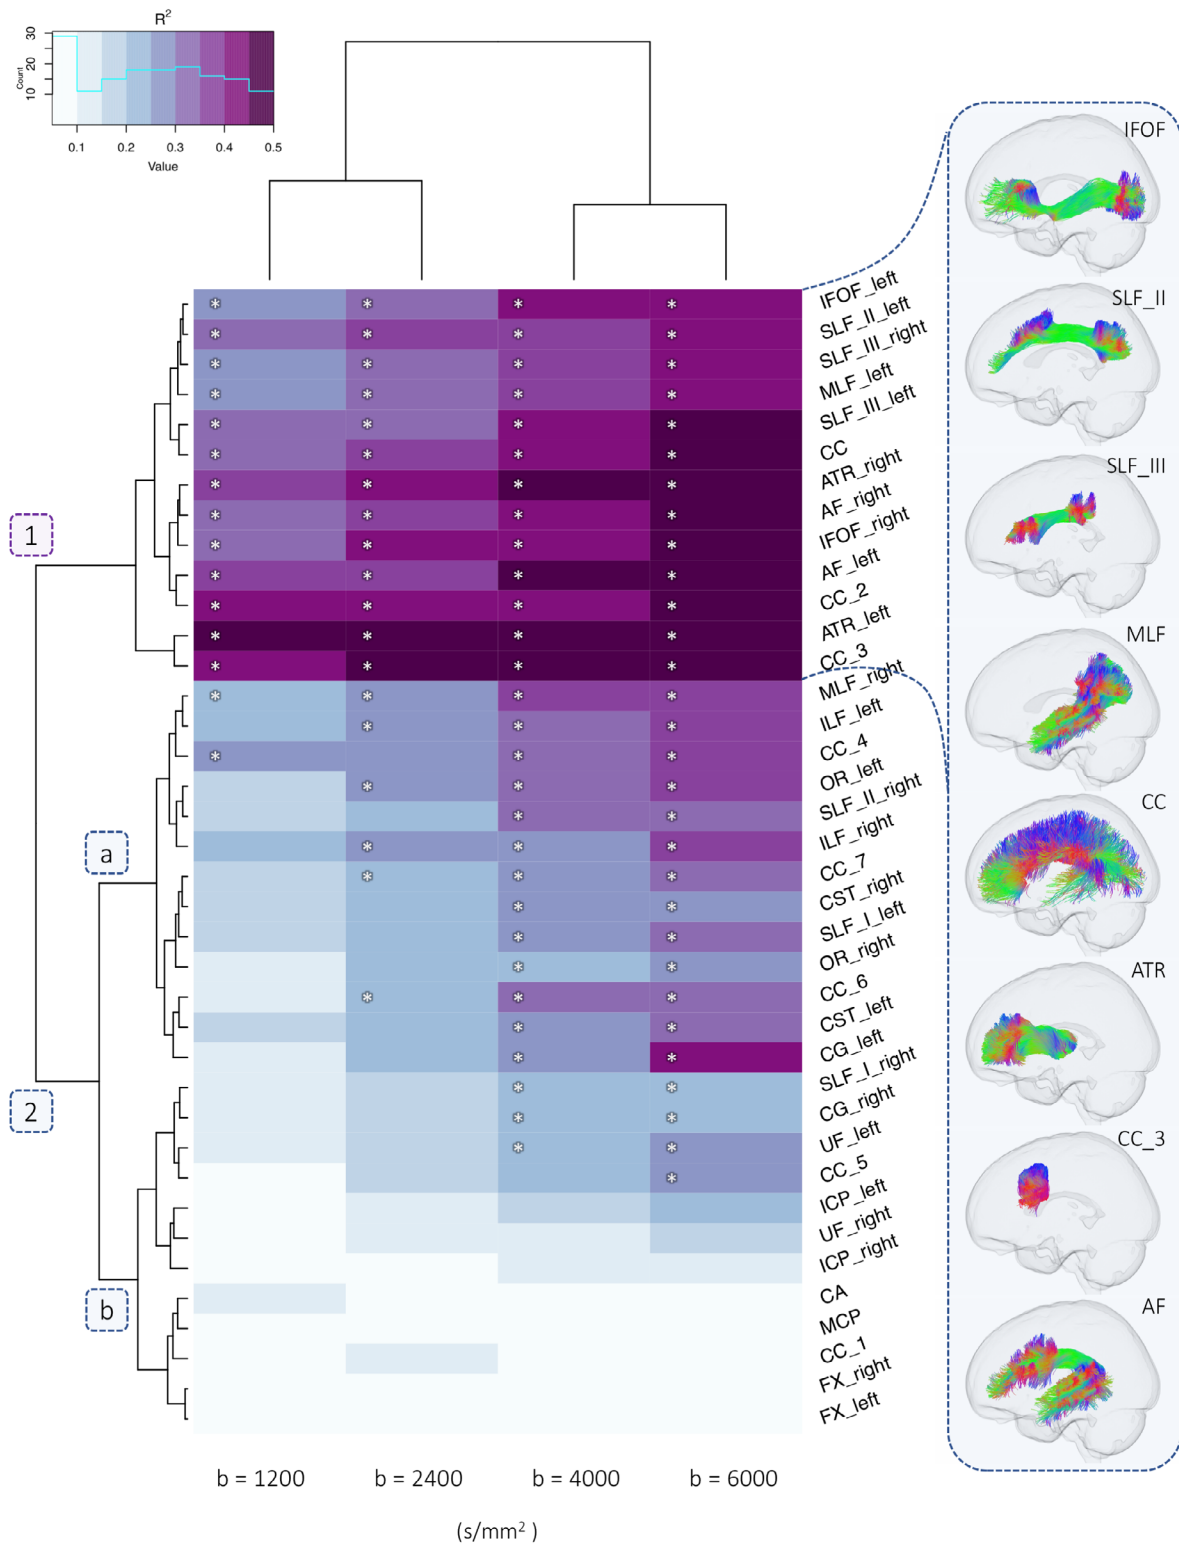 R²
Count
10 20 30
0.1 0.2 0.3 0.4 0.5
Value
IFOF_left
SLF_II_left
SLF_III_right
MLF_left
SLF_III_left
CC
ATR_right
AF_right
IFOF_right
AF_left
CC_2
ATR_left
CC_3
MLF_right
ILF_left
CC_4
OR_left
SLF_II_right
ILF_right
CC_7
CST_right
SLF_I_left
OR_right
CC_6
CST_left
CG_left
SLF_I_right
CG_right
UF_left
CC_5
ICP_left
UF_right
ICP_right
CA
MCP
CC_1
FX_right
FX_left
1
a
2
b
b = 1200 b = 2400 b = 4000 b = 6000
(s/mm² )
IFOF
SLF_II
SLF_III
MLF
CC
ATR
CC_3
AF